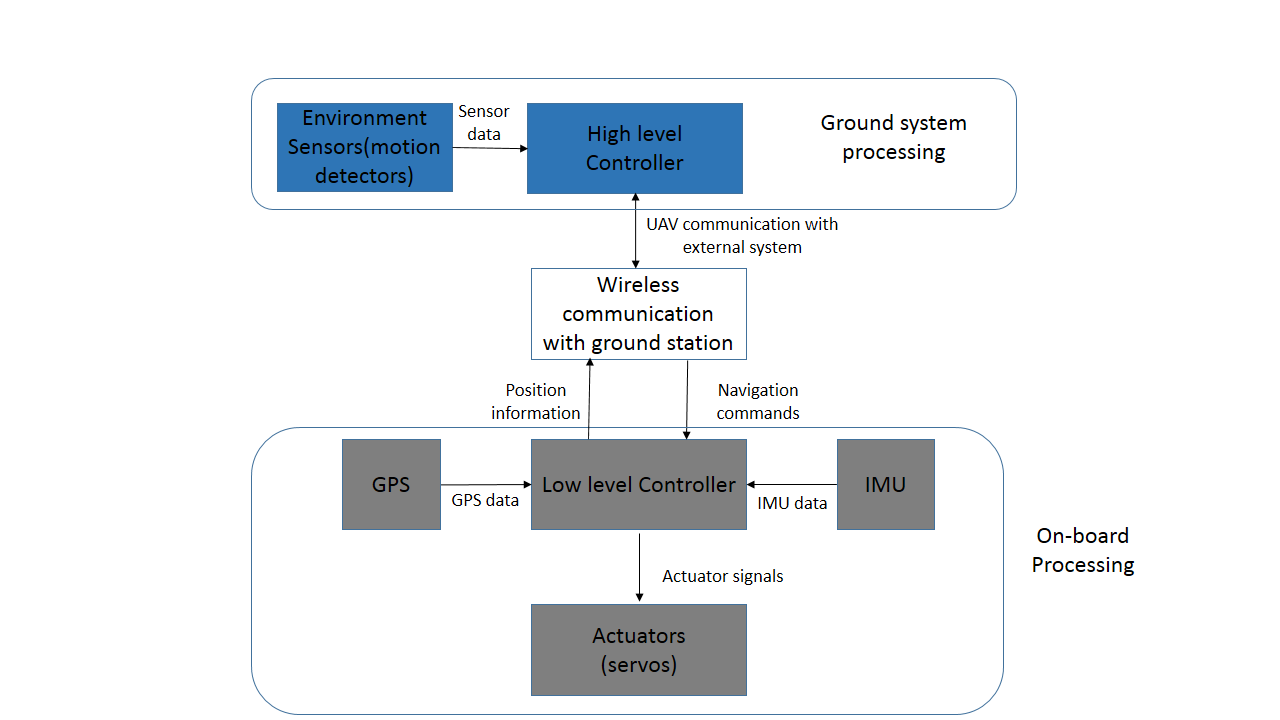 Environment
Sensors(motion
detectors)
Sensor
data
High level
Controller
Ground system
processing
UAV communication with
external system
Wireless
communication
with ground station
Position
information
Navigation
commands
GPS
GPS data
Low level Controller
IMU data
IMU
On-board
Processing
Actuator signals
Actuators
(servos)